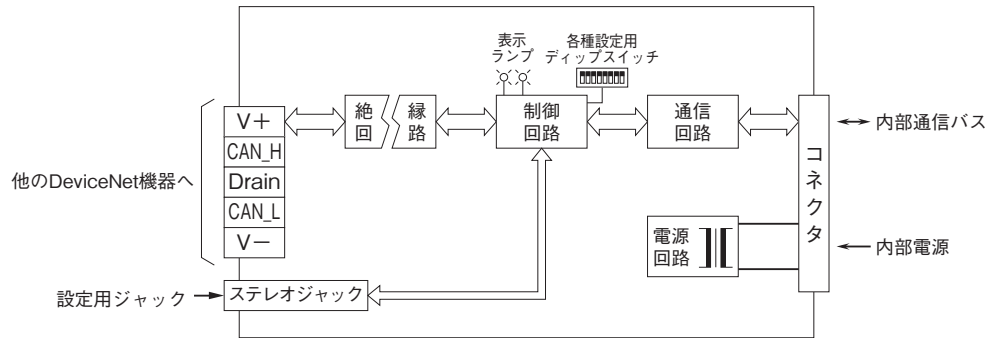 表示
ランプ
各種設定用
ディップスイッチ
V＋
CAN_H
Drain
CAN_L
V－
絶縁
回路
制御
回路
通信
回路
コネクタ
内部通信バス
他のDeviceNet機器へ
電源
回路
内部電源
設定用ジャック
ステレオジャック